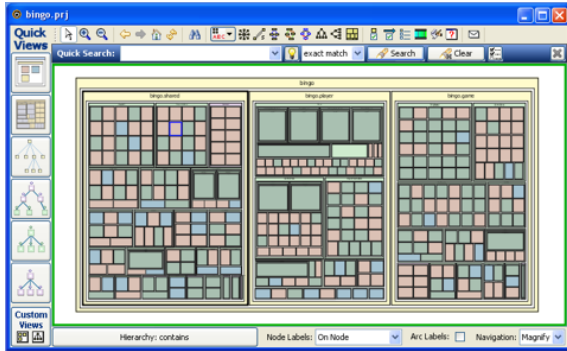 bingo.prj
Quick Views
Quick Search:
exact match
Search
Clear
ABC
bingo
bingo.shared
bingo.player
bingo.game
Custom Views
Hierarchy: contains
Node Labels: On Node
Arc Labels:
Navigation: Magnify